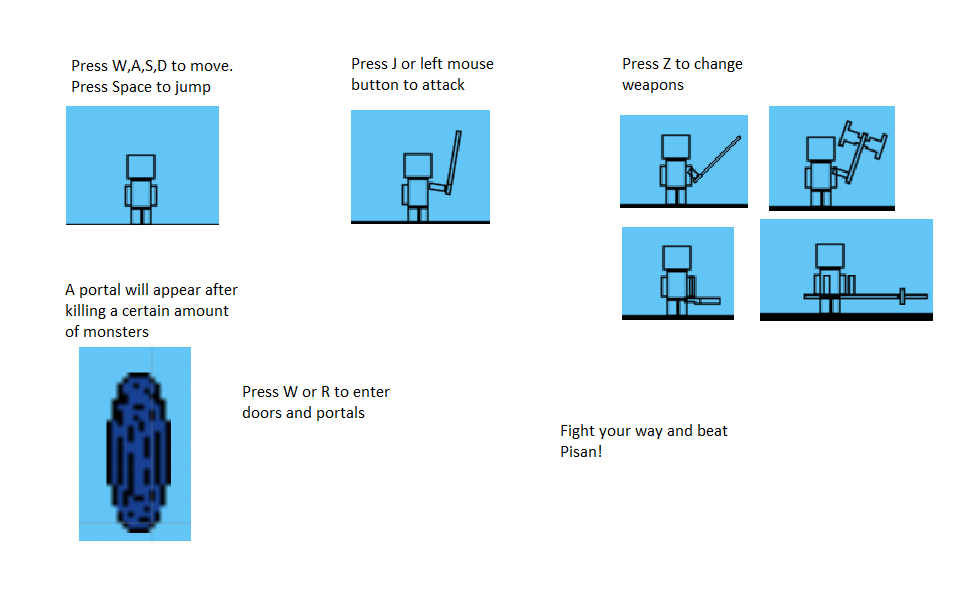 Press W,A,S,D to move.
Press Space to jump
Press J or left mouse
button to attack
Press Z to change
weapons
A portal will appear after
killing a certain amount
of monsters
Press W or R to enter
doors and portals
Fight your way and beat
Pisan!